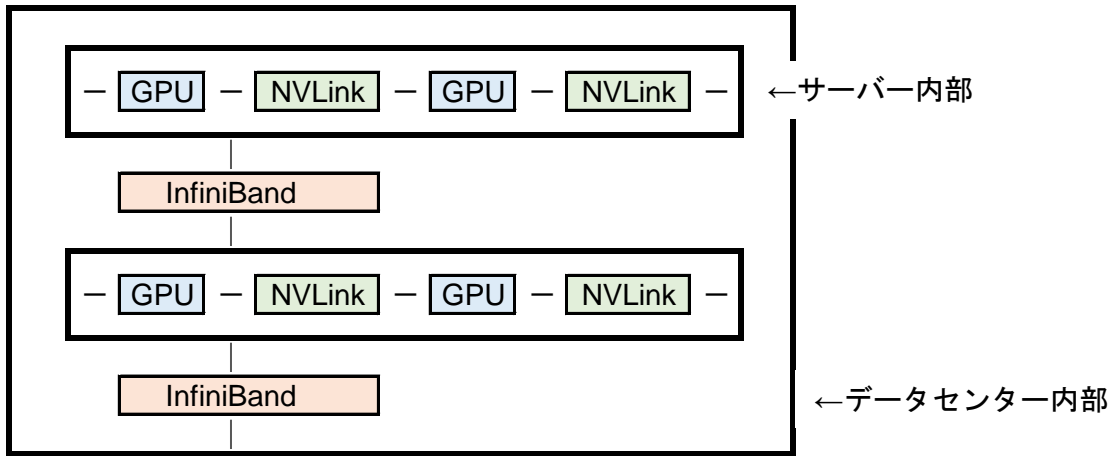 − GPU − NVLink − GPU − NVLink − ←サーバー内部
InfiniBand
− GPU − NVLink − GPU − NVLink −
InfiniBand
←データセンター内部